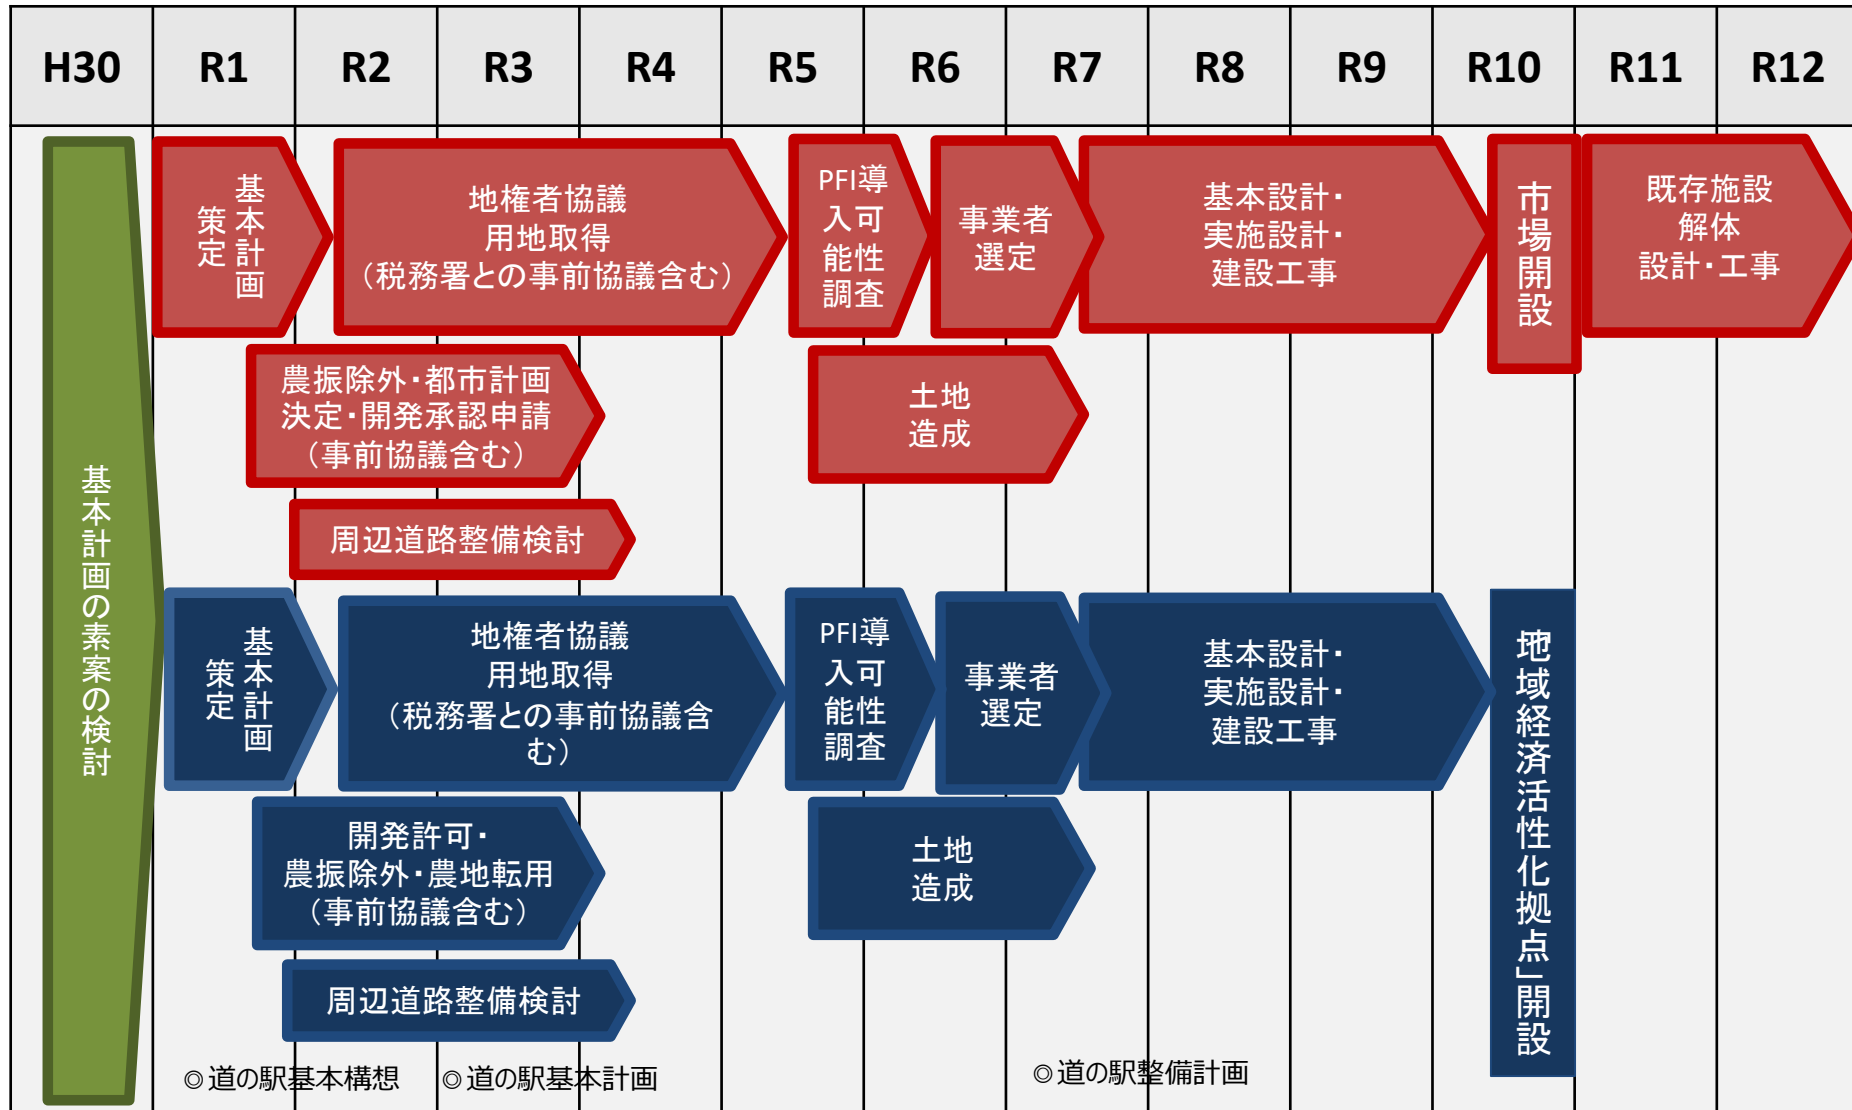 H30 R1 R2 R3 R4 R5 R6 R7 R8 R9 R10 R11 R12
基本計画の素案の検討
基本計画
策定
地権者協議
用地取得
（税務署との事前協議含む）
PFI導
入可
能性
調査
事業者
選定
基本設計・
実施設計・
建設工事
市場開設
既存施設
解体
設計・工事
農振除外・都市計画
決定・開発承認申請
（事前協議含む）
土地
造成
周辺道路整備検討
基本計画
策定
地権者協議
用地取得
（税務署との事前協議含
む）
PFI導
入可
能性
調査
事業者
選定
基本設計・
実施設計・
建設工事
地域経済活性化拠点」開設
開発許可・
農振除外・農地転用
（事前協議含む）
土地
造成
周辺道路整備検討
◎道の駅基本構想
◎道の駅基本計画
◎道の駅整備計画